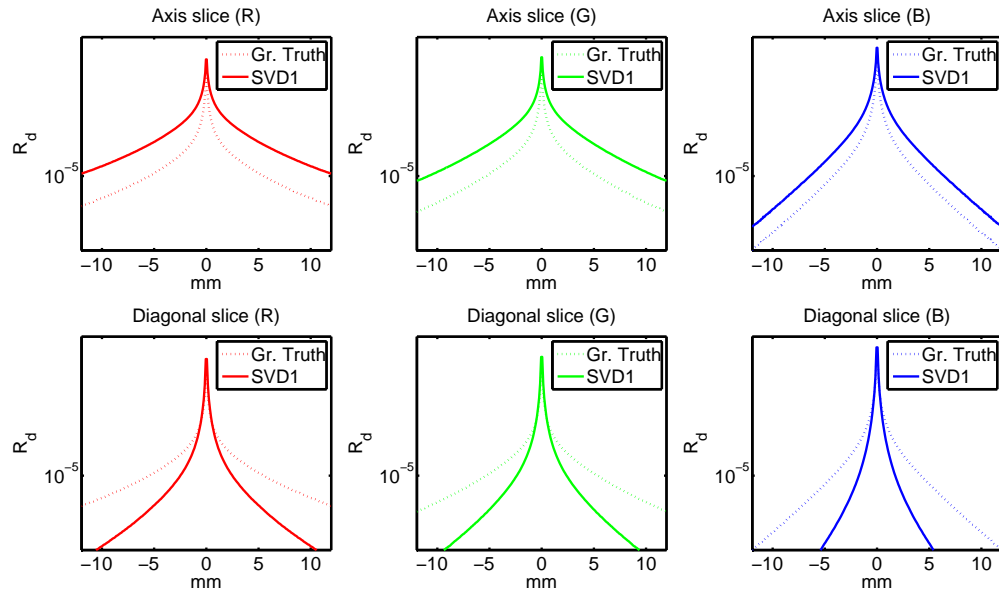 Axis slice (R)
Axis slice (G)
Axis slice (B)
Gr. Truth
SVD1
Gr. Truth
SVD1
Gr. Truth
SVD1
R_d
R_d
R_d
10^{-5}
10^{-5}
10^{-5}
−10 −5 0 5 10
−10 −5 0 5 10
−10 −5 0 5 10
mm
mm
mm
Diagonal slice (R)
Diagonal slice (G)
Diagonal slice (B)
Gr. Truth
SVD1
Gr. Truth
SVD1
Gr. Truth
SVD1
R_d
R_d
R_d
10^{-5}
10^{-5}
10^{-5}
−10 −5 0 5 10
−10 −5 0 5 10
−10 −5 0 5 10
mm
mm
mm